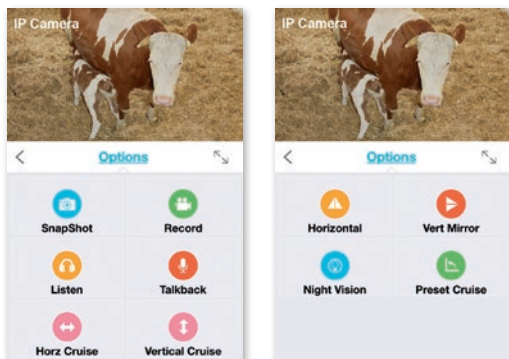 IP Camera
Options
SnapShot
Record
Listen
Talkback
Horz Cruise
Vertical Cruise
IP Camera
Options
Horizontal
Vert Mirror
Night Vision
Preset Cruise